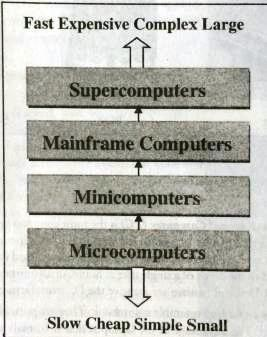 Fast Expensive Complex Large
Supercomputers
Mainframe Computers
Minicomputers
Microcomputers
Slow Cheap Simple Small